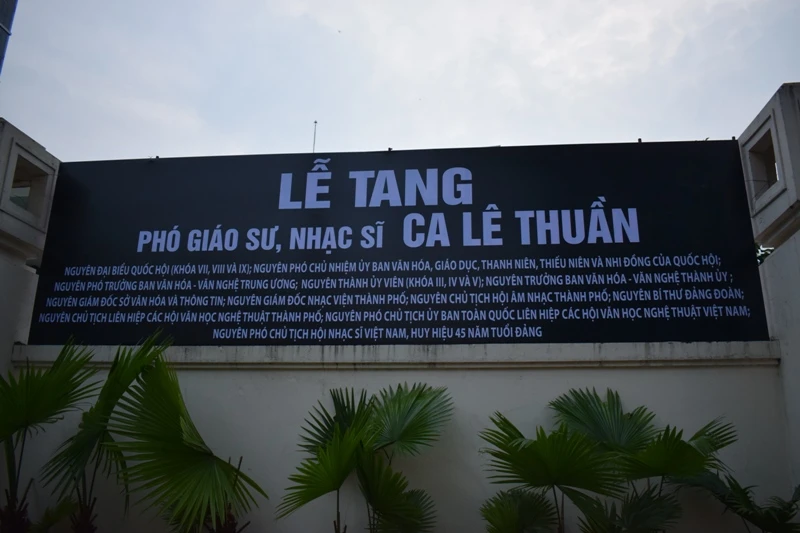 LỄ TANG
PHÓ GIÁO SƯ, NHẠC SĨ CA LÊ THUẦN
NGUYÊN ĐẠI BIỂU QUỐC HỘI (KHÓA VII, VIII VÀ IX); NGUYÊN PHÓ CHỦ NHIỆM ỦY BAN VĂN HÓA, GIÁO DỤC, THANH NIÊN, THIẾU NIÊN VÀ NHI ĐỒNG CỦA QUỐC HỘI;
NGUYÊN PHÓ TRƯỞNG BAN VĂN HÓA - VĂN NGHỆ TRUNG ƯƠNG; NGUYÊN THÀNH ỦY VIÊN (KHÓA III, IV VÀ V); NGUYÊN TRƯỞNG BAN VĂN HÓA - VĂN NGHỆ THÀNH ỦY ;
NGUYÊN GIÁM ĐỐC SỞ VĂN HÓA VÀ THÔNG TIN; NGUYÊN GIÁM ĐỐC NHẠC VIỆN THÀNH PHỐ; NGUYÊN CHỦ TỊCH HỘI ÂM NHẠC THÀNH PHỐ; NGUYÊN BÍ THƯ ĐẢNG ĐOÀN;
NGUYÊN CHỦ TỊCH LIÊN HIỆP CÁC HỘI VĂN HỌC NGHỆ THUẬT THÀNH PHỐ; NGUYÊN PHÓ CHỦ TỊCH ỦY BAN TOÀN QUỐC LIÊN HIỆP CÁC HỘI VĂN HỌC NGHỆ THUẬT VIỆT NAM;
NGUYÊN PHÓ CHỦ TỊCH HỘI NHẠC SĨ VIỆT NAM, HUY HIỆU 45 NĂM TUỔI ĐẢNG